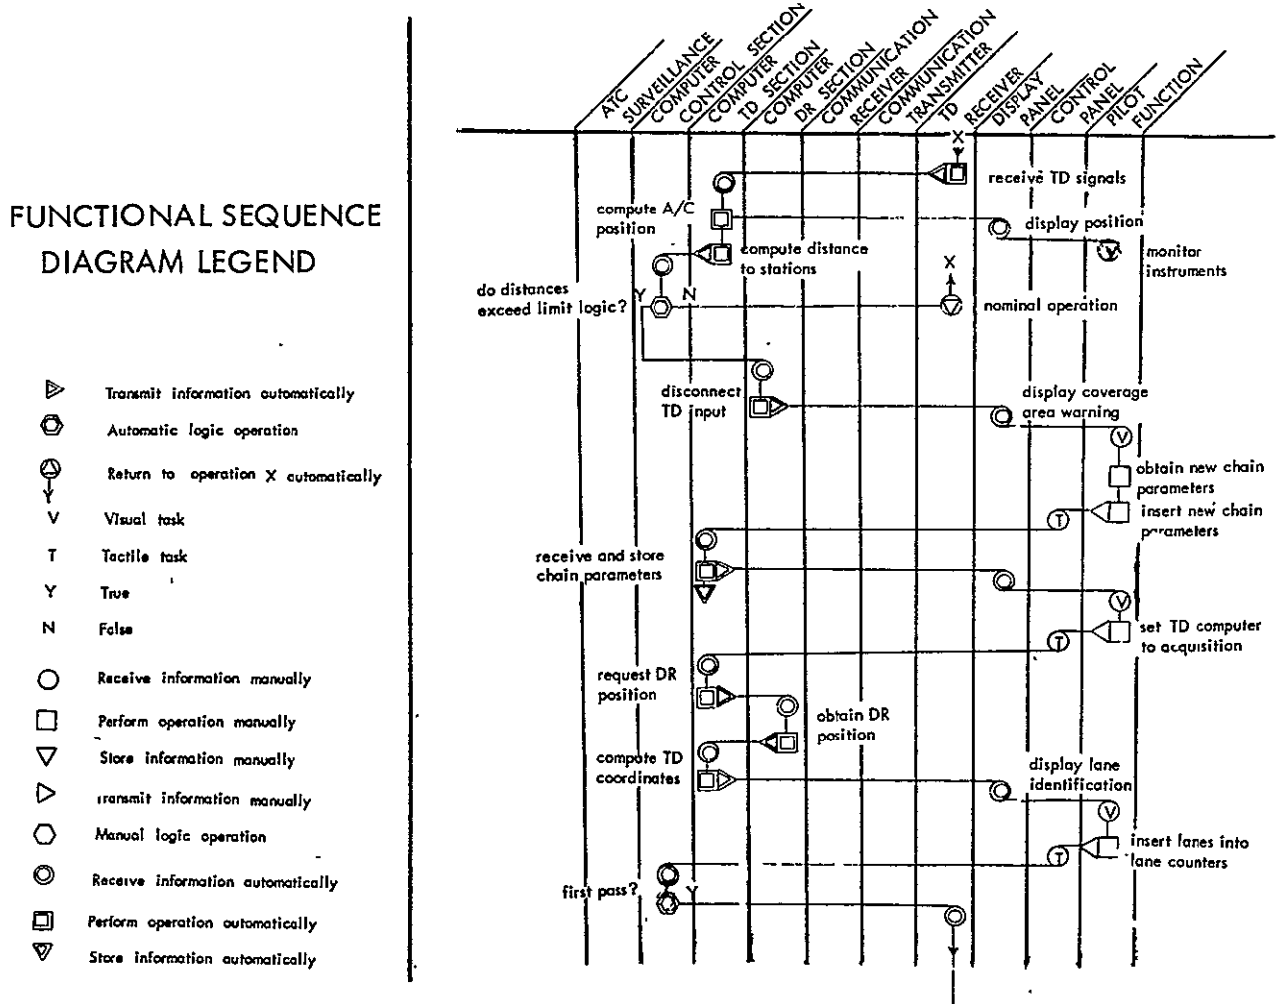 FUNCTIONAL SEQUENCE
DIAGRAM LEGEND
Transmit information automatically
Automatic logic operation
Return to operation X automatically
Y
V Visual task
T Tactile task
Y True
N False
Receive information manually
Perform operation manually
Store information manually
Transmit information manually
Manual logic operation
Receive information automatically
Perform operation automatically
Store information automatically
ATC
SURVEILLANCE
COMPUTER
CONTROL SECTION
COMPUTER
TD SECTION
COMPUTER
DR SECTION
COMMUNICATION
RECEIVER
COMMUNICATION
TRANSMITTER
TD
RECEIVER
DISPLAY
PANEL
CONTROL
PANEL
PILOT
FUNCTION
X
receive TD signals
compute A/C
position
display position
Y
monitor
instruments
compute distance
to stations
X
do distances
exceed limit logic?
Y
N
nominal operation
disconnect
TD input
display coverage
area warning
V
obtain new chain
parameters
insert new chain
parameters
T
receive and store
chain parameters
V
set TD computer
to acquisition
T
request DR
position
obtain DR
position
compute TD
coordinates
display lane
identification
V
insert lanes into
lane counters
T
first pass?
Y